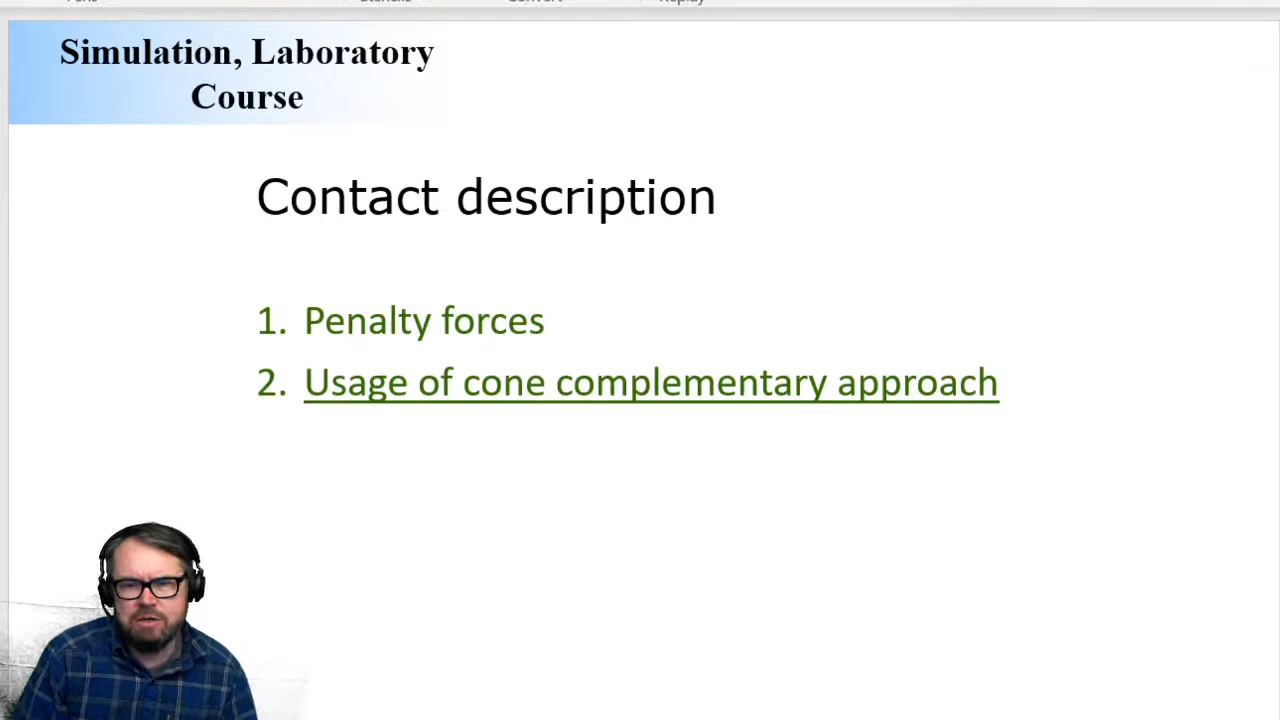 Simulation, Laboratory
Course
Contact description
1. Penalty forces
2. Usage of cone complementary approach